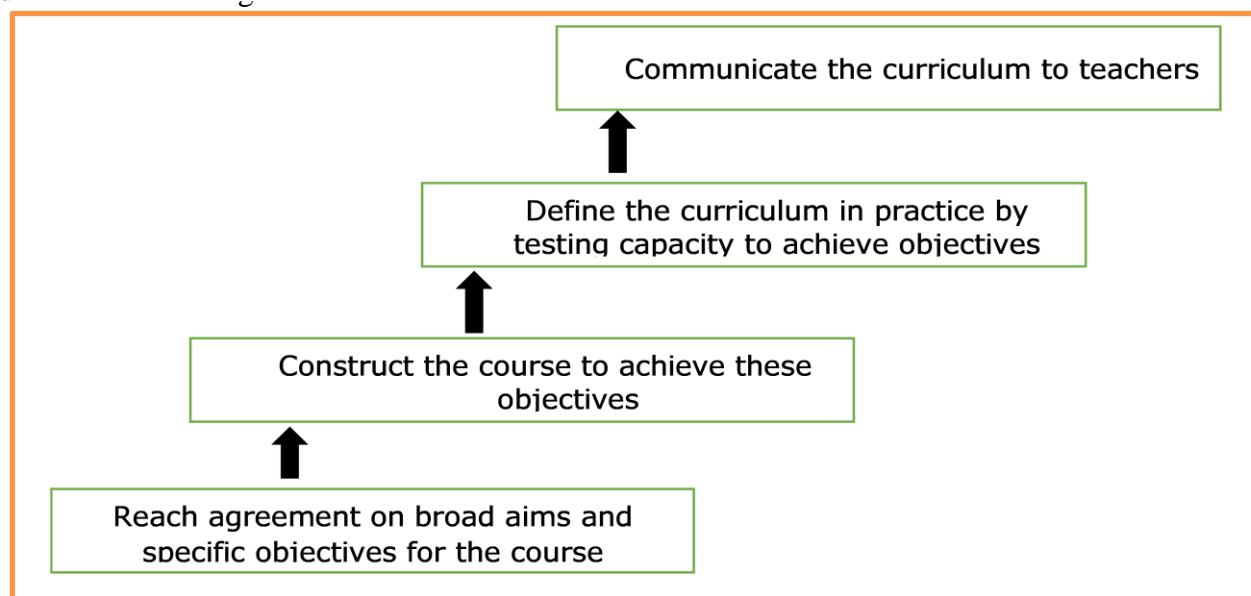 Communicate the curriculum to teachers
Define the curriculum in practice by
testing capacity to achieve objectives
Construct the course to achieve these
objectives
Reach agreement on broad aims and
specific objectives for the course